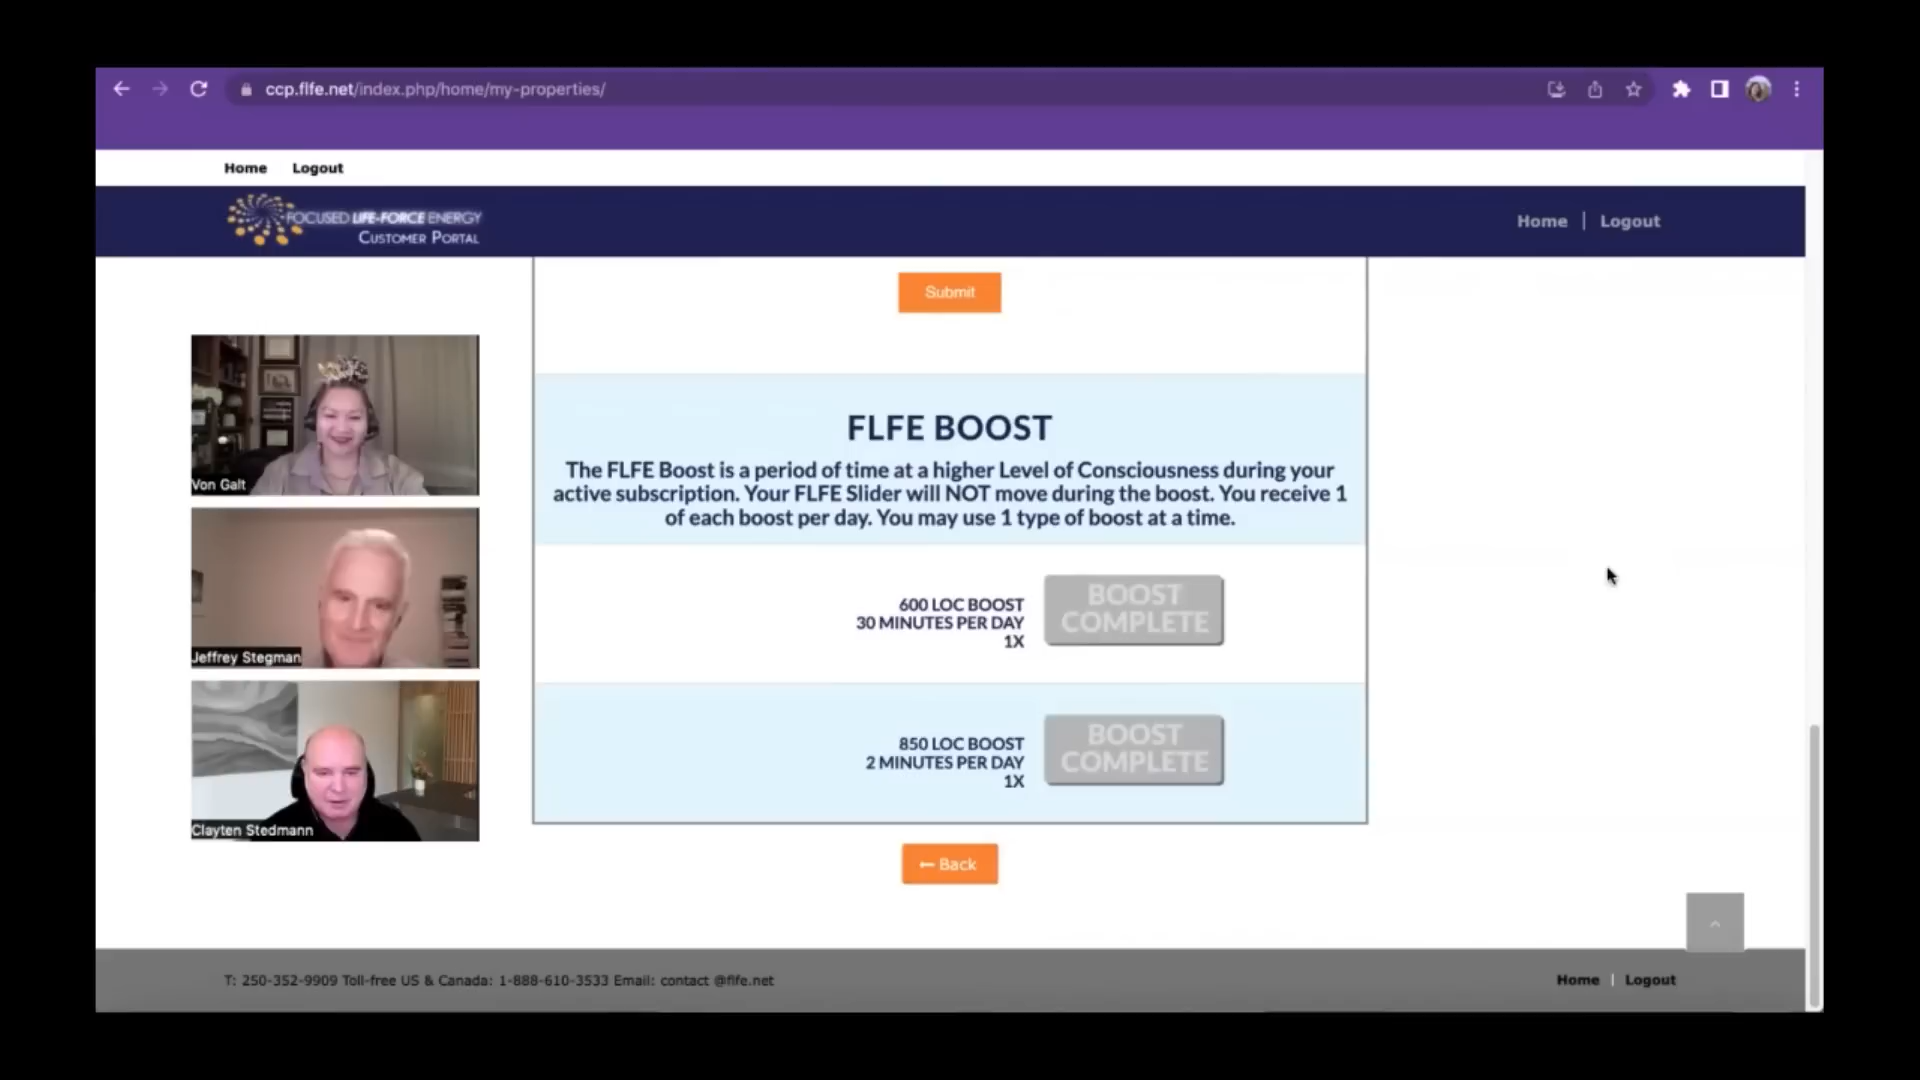 ccp.flfe.net/index.php/home/my-properties/
Home Logout
FOCUSED LIFE-FORCE ENERGY
CUSTOMER PORTAL
Home | Logout
Submit
Von Galt
Jeffrey Stegman
Clayten Stedmann
FLFE BOOST
The FLFE Boost is a period of time at a higher Level of Consciousness during your
active subscription. Your FLFE Slider will NOT move during the boost. You receive 1
of each boost per day. You may use 1 type of boost at a time.
600 LOC BOOST
30 MINUTES PER DAY
1X
BOOST
COMPLETE
850 LOC BOOST
2 MINUTES PER DAY
1X
BOOST
COMPLETE
← Back
T: 250-352-9909 Toll-free US & Canada: 1-888-610-3533 Email: contact @flfe.net
Home | Logout